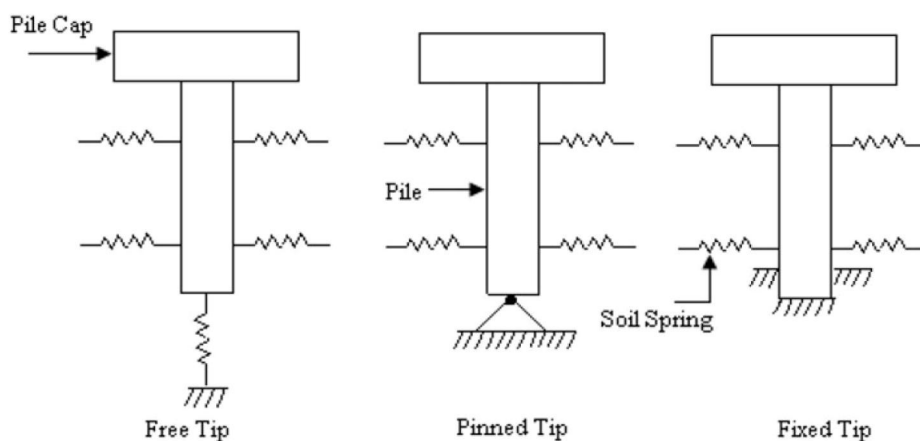 Pile Cap
Pile
Soil Spring
Free Tip
Pinned Tip
Fixed Tip